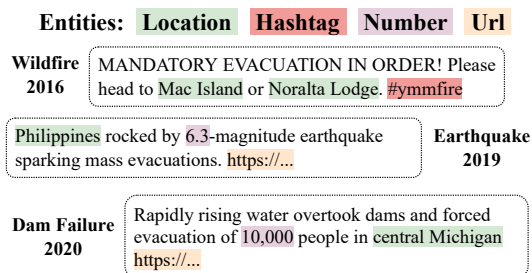 Entities: Location Hashtag Number Url
Wildfire
2016
MANDATORY EVACUATION IN ORDER! Please
head to Mac Island or Noralta Lodge. #ymmfire
Philippines rocked by 6.3-magnitude earthquake
sparking mass evacuations. https://...
Earthquake
2019
Dam Failure
2020
Rapidly rising water overtook dams and forced
evacuation of 10,000 people in central Michigan
https://...